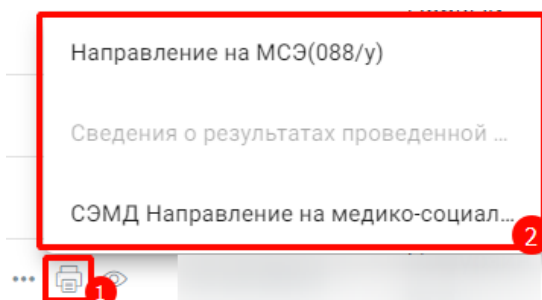 Направление на МСЭ(088/у)
Сведения о результатах проведенной ...
СЭМД Направление на медико-социал...
2
... 1